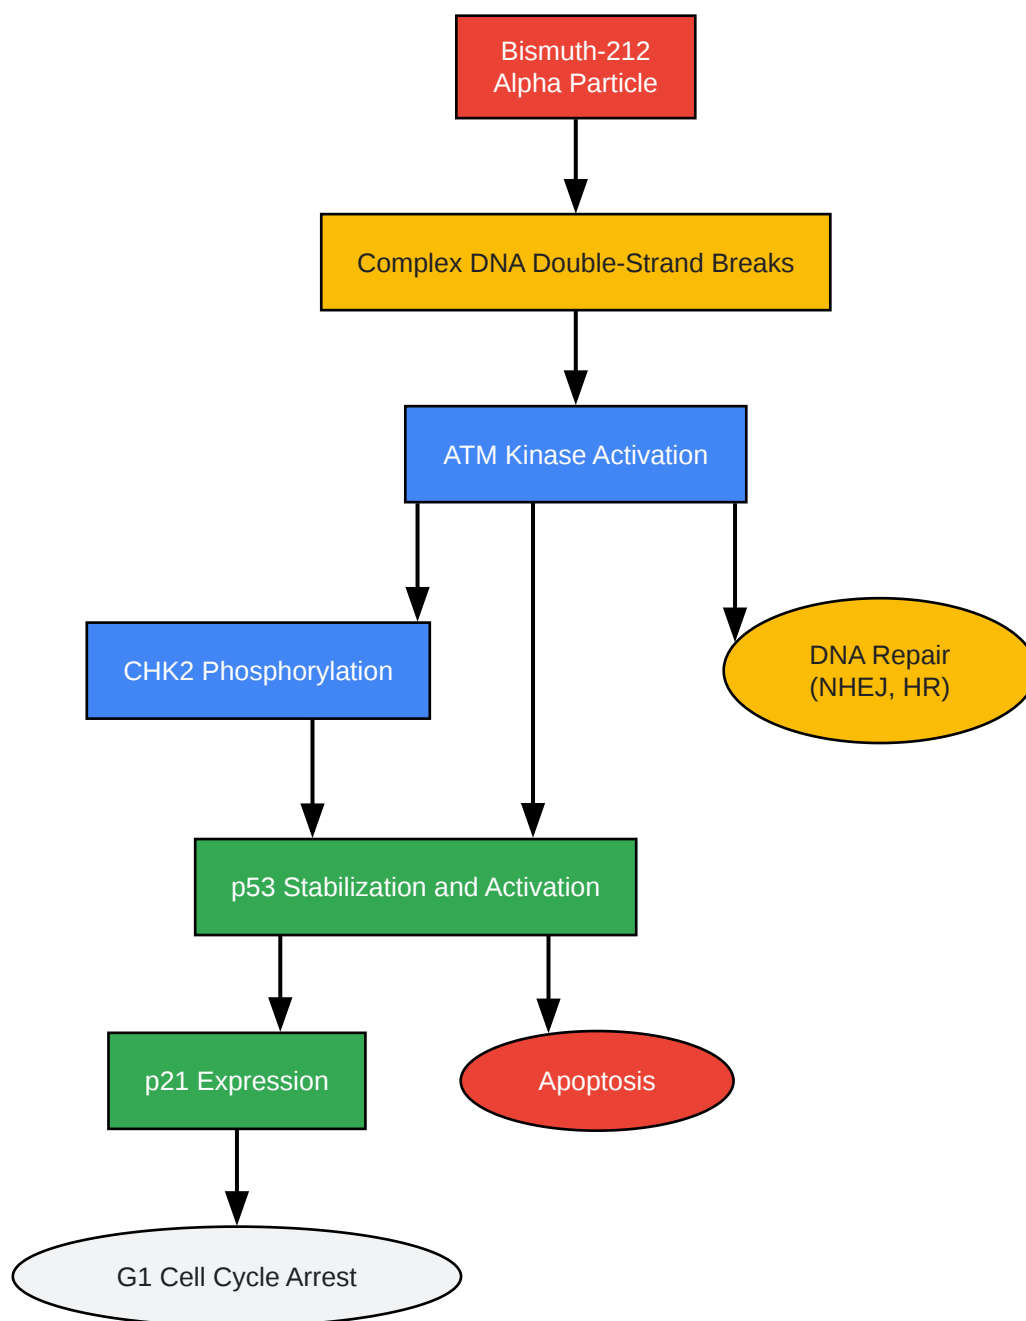 Bismuth-212
Alpha Particle
Complex DNA Double-Strand Breaks
ATM Kinase Activation
CHK2 Phosphorylation
DNA Repair
(NHEJ, HR)
p53 Stabilization and Activation
p21 Expression
Apoptosis
G1 Cell Cycle Arrest